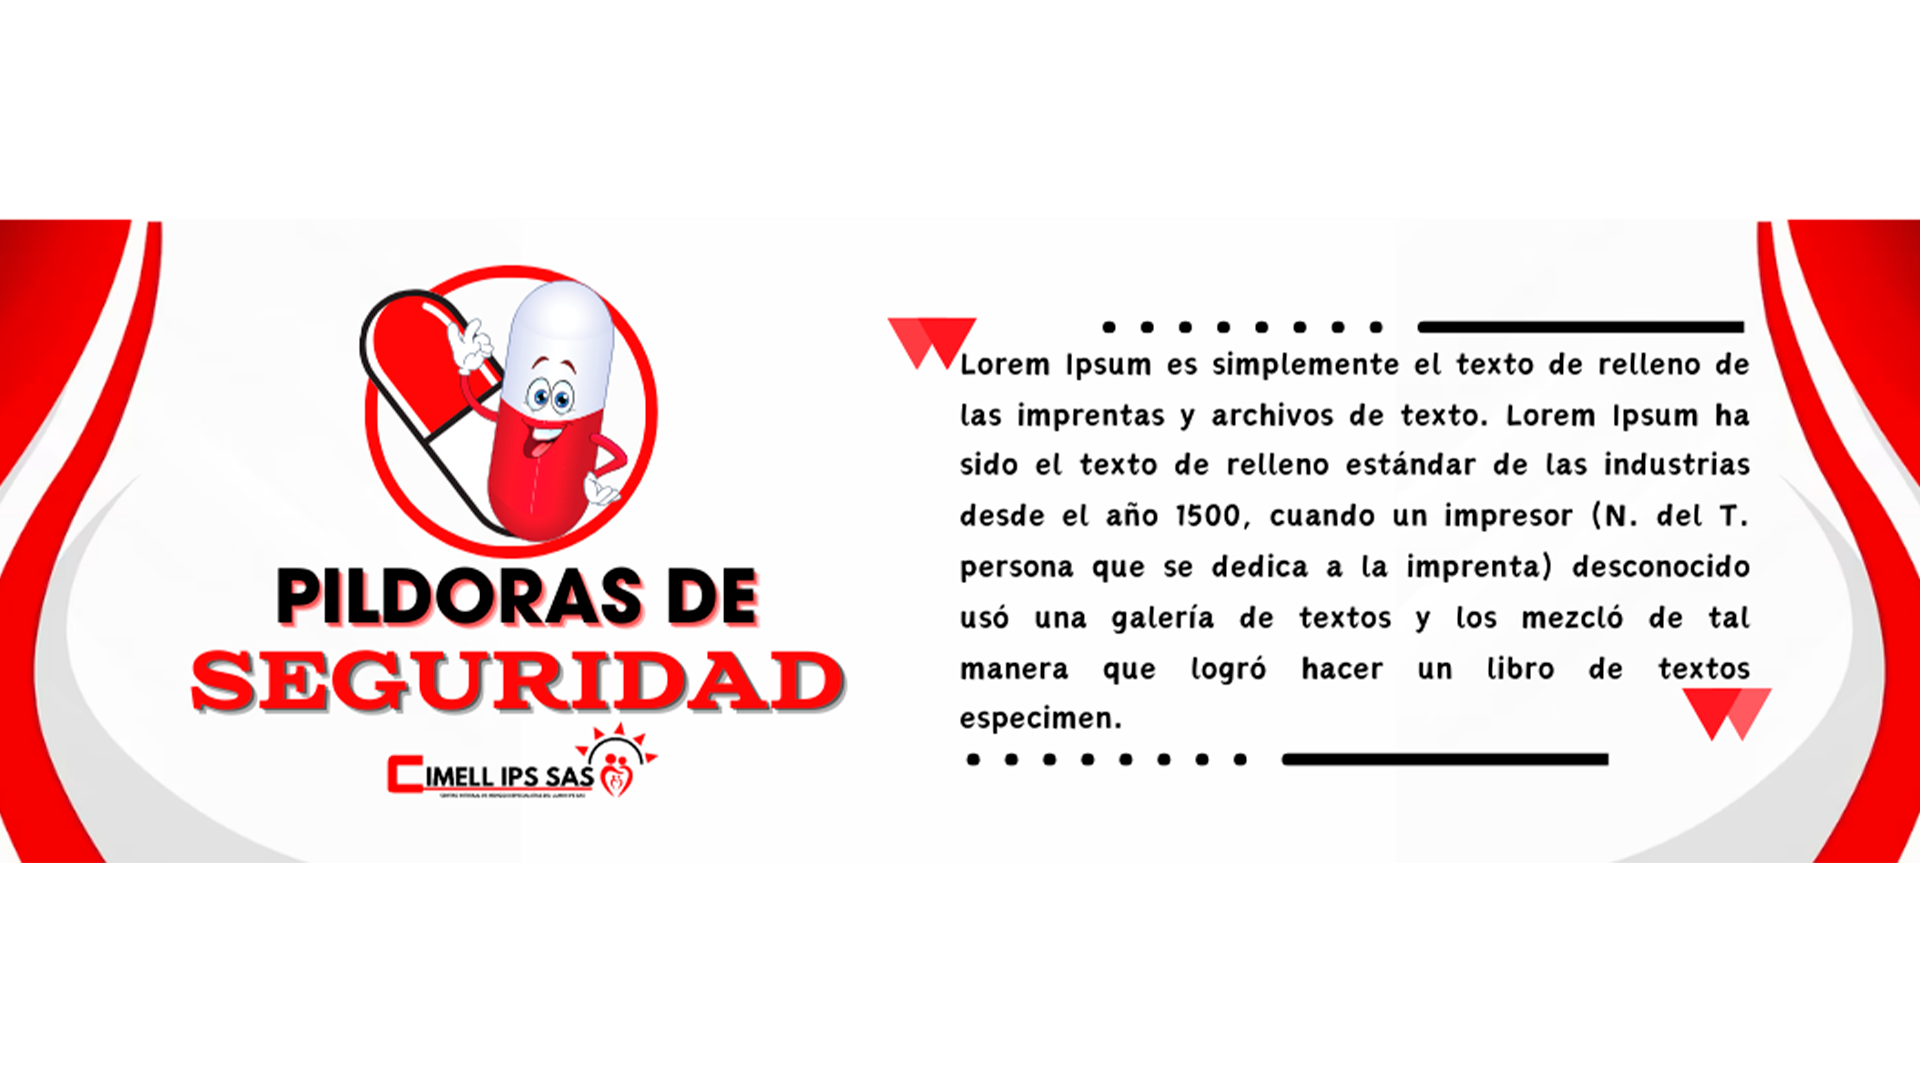 PILDORAS DE
SEGURIDAD
CIMELL IPS SAS
Lorem Ipsum es simplemente el texto de relleno de
las imprentas y archivos de texto. Lorem Ipsum ha
sido el texto de relleno estándar de las industrias
desde el año 1500, cuando un impresor (N. del T.
persona que se dedica a la imprenta) desconocido
usó una galería de textos y los mezcló de tal
manera que logró hacer un libro de textos
especimen.